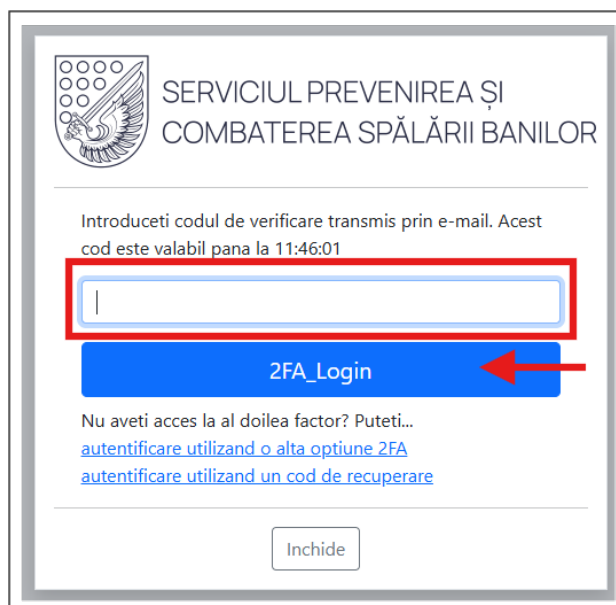 SERVICIUL PREVENIREA ȘI
COMBATEREA SPĂLĂRII BANILOR
Introduceti codul de verificare transmis prin e-mail. Acest
cod este valabil pana la 11:46:01
2FA_Login
Nu aveti acces la al doilea factor? Puteti...
autentificare utilizand o alta optiune 2FA
autentificare utilizand un cod de recuperare
Inchide